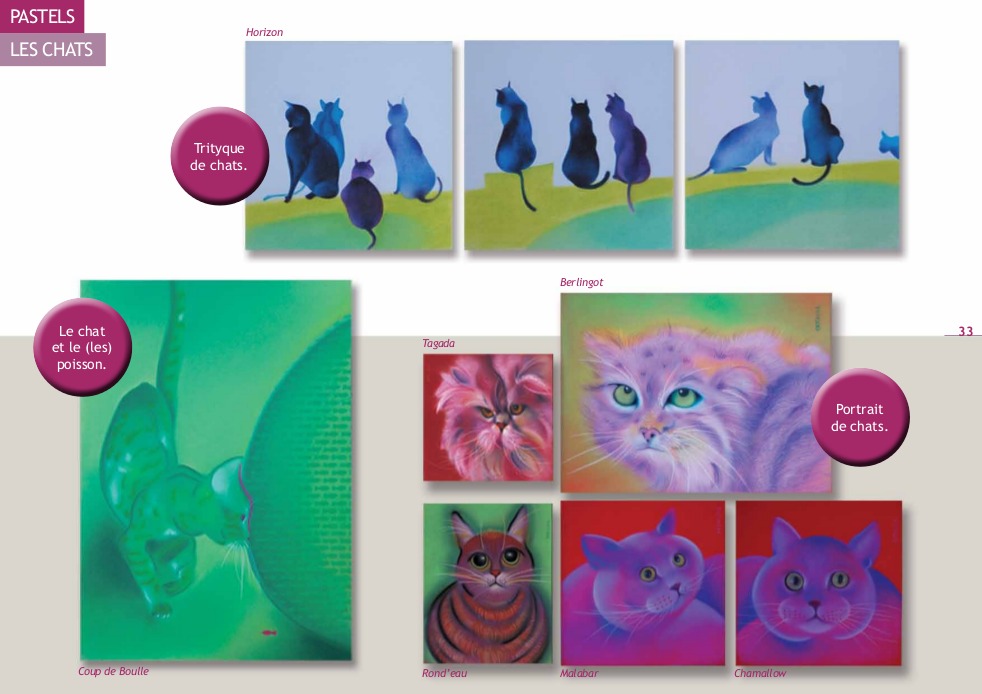 PASTELS
LES CHATS
Horizon
Trityque
de chats.
Berlingot
33
Le chat
et le (les)
poisson.
Tagada
Portrait
de chats.
Coup de Boulle
Rond'eau
Malabar
Chamallow